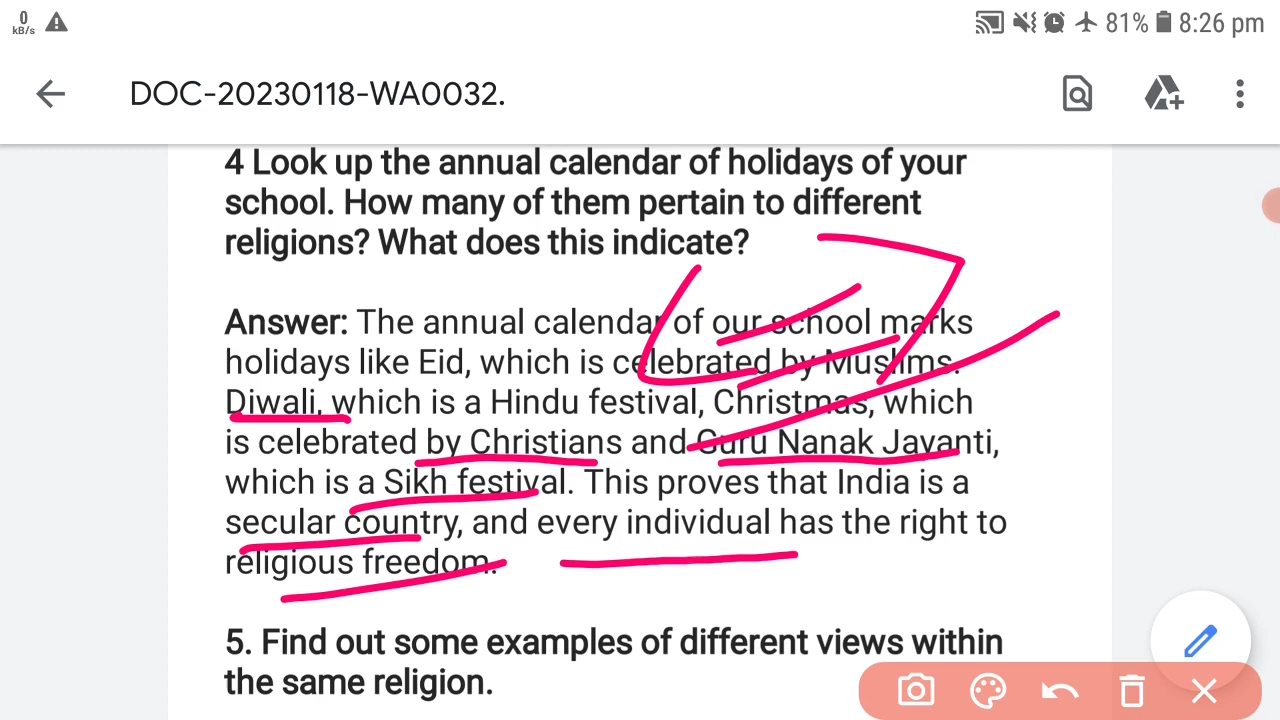 0
kB/s
81% 8:26 pm
DOC-20230118-WA0032.
4 Look up the annual calendar of holidays of your
school. How many of them pertain to different
religions? What does this indicate?
Answer: The annual calendar of our school marks
holidays like Eid, which is celebrated by Muslims.
Diwali, which is a Hindu festival, Christmas, which
is celebrated by Christians and Guru Nanak Jayanti,
which is a Sikh festival. This proves that India is a
secular country, and every individual has the right to
religious freedom.
5. Find out some examples of different views within
the same religion.